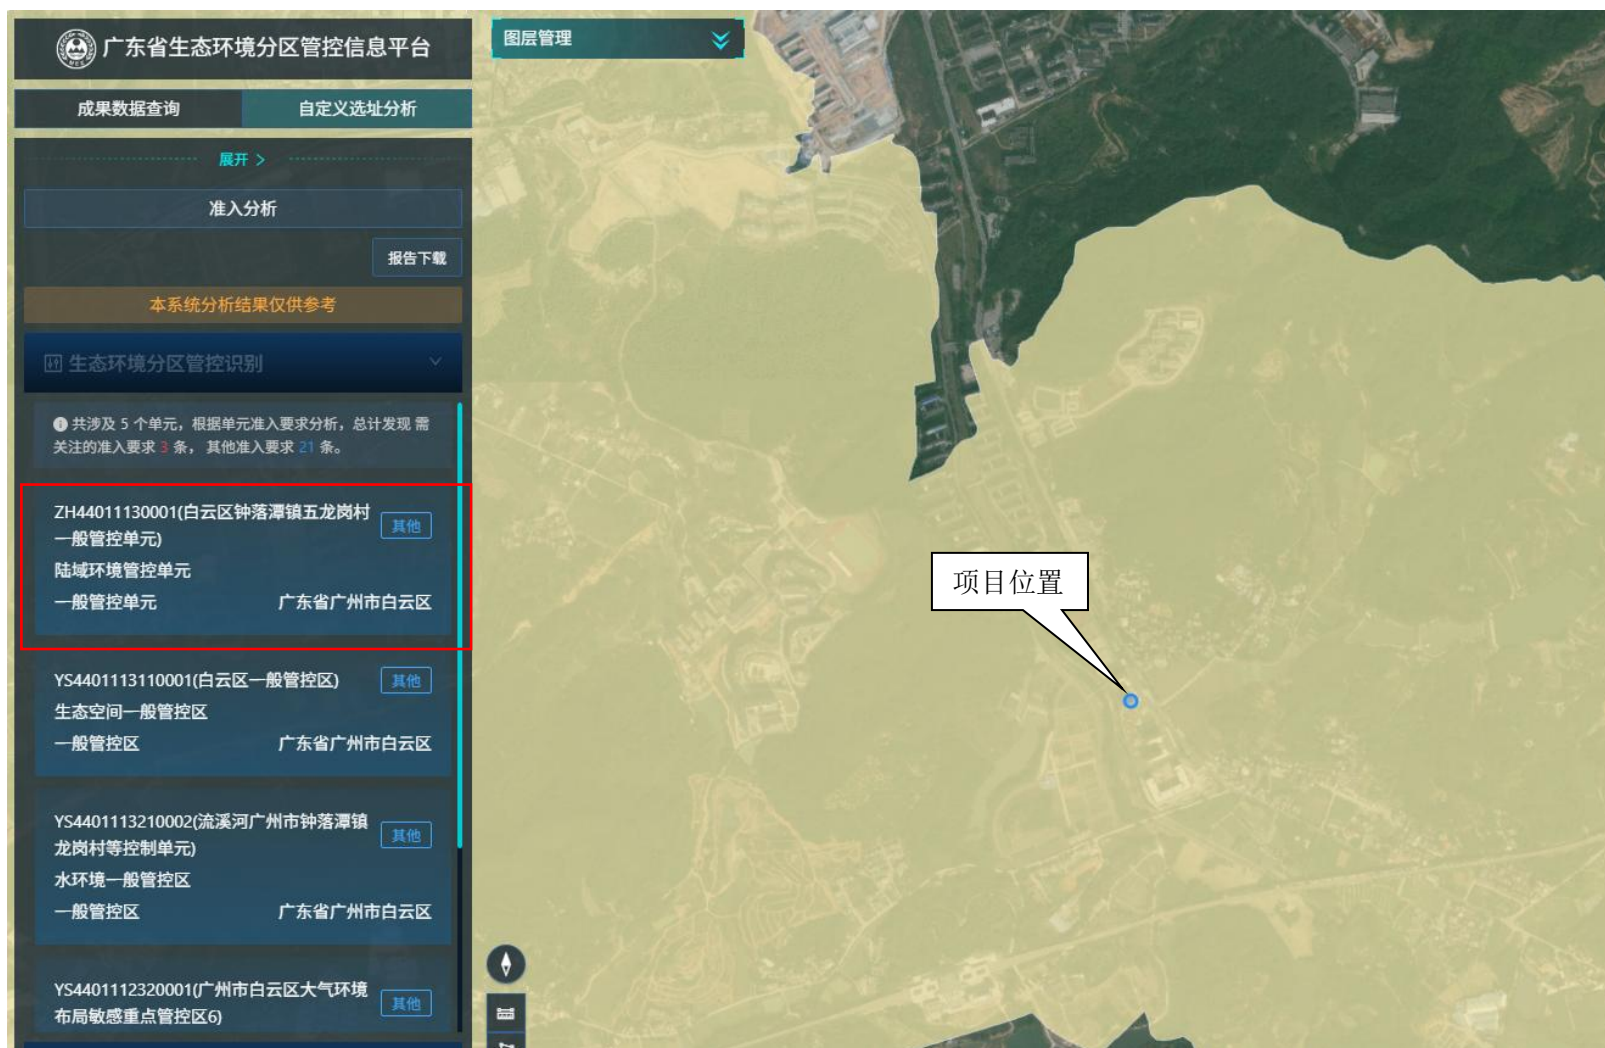 广东省生态环境分区管控信息平台
图层管理
成果数据查询
自定义选址分析
展开 >
准入分析
报告下载
本系统分析结果仅供参考
生态环境分区管控识别
共涉及 5 个单元，根据单元准入要求分析，总计发现 需
关注的准入要求 3 条， 其他准入要求 21 条。
ZH44011130001(白云区钟落潭镇五龙岗村
一般管控单元)
其他
陆域环境管控单元
一般管控单元
广东省广州市白云区
项目位置
YS4401113110001(白云区一般管控区)
其他
生态空间一般管控区
一般管控区
广东省广州市白云区
YS4401113210002(流溪河广州市钟落潭镇
龙岗村等控制单元)
其他
水环境一般管控区
一般管控区
广东省广州市白云区
YS4401112320001(广州市白云区大气环境
布局敏感重点管控区6)
其他